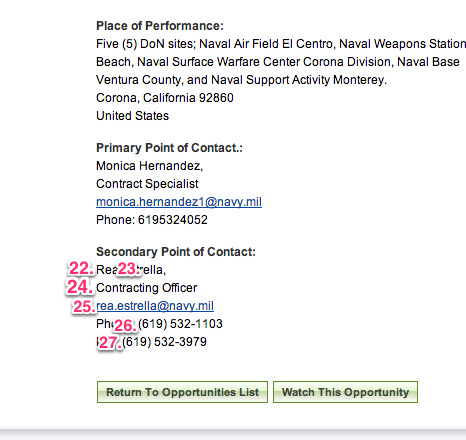 Place of Performance:
Five (5) DoN sites; Naval Air Field El Centro, Naval Weapons Station
Beach, Naval Surface Warfare Center Corona Division, Naval Base
Ventura County, and Naval Support Activity Monterey.
Corona, California 92860
United States
Primary Point of Contact.:
Monica Hernandez,
Contract Specialist
monica.hernandez1@navy.mil
Phone: 6195324052
Secondary Point of Contact:
22. Rea 23. ella,
24. Contracting Officer
25. rea.estrella@navy.mil
26. (619) 532-1103
27. (619) 532-3979
Return To Opportunities List Watch This Opportunity